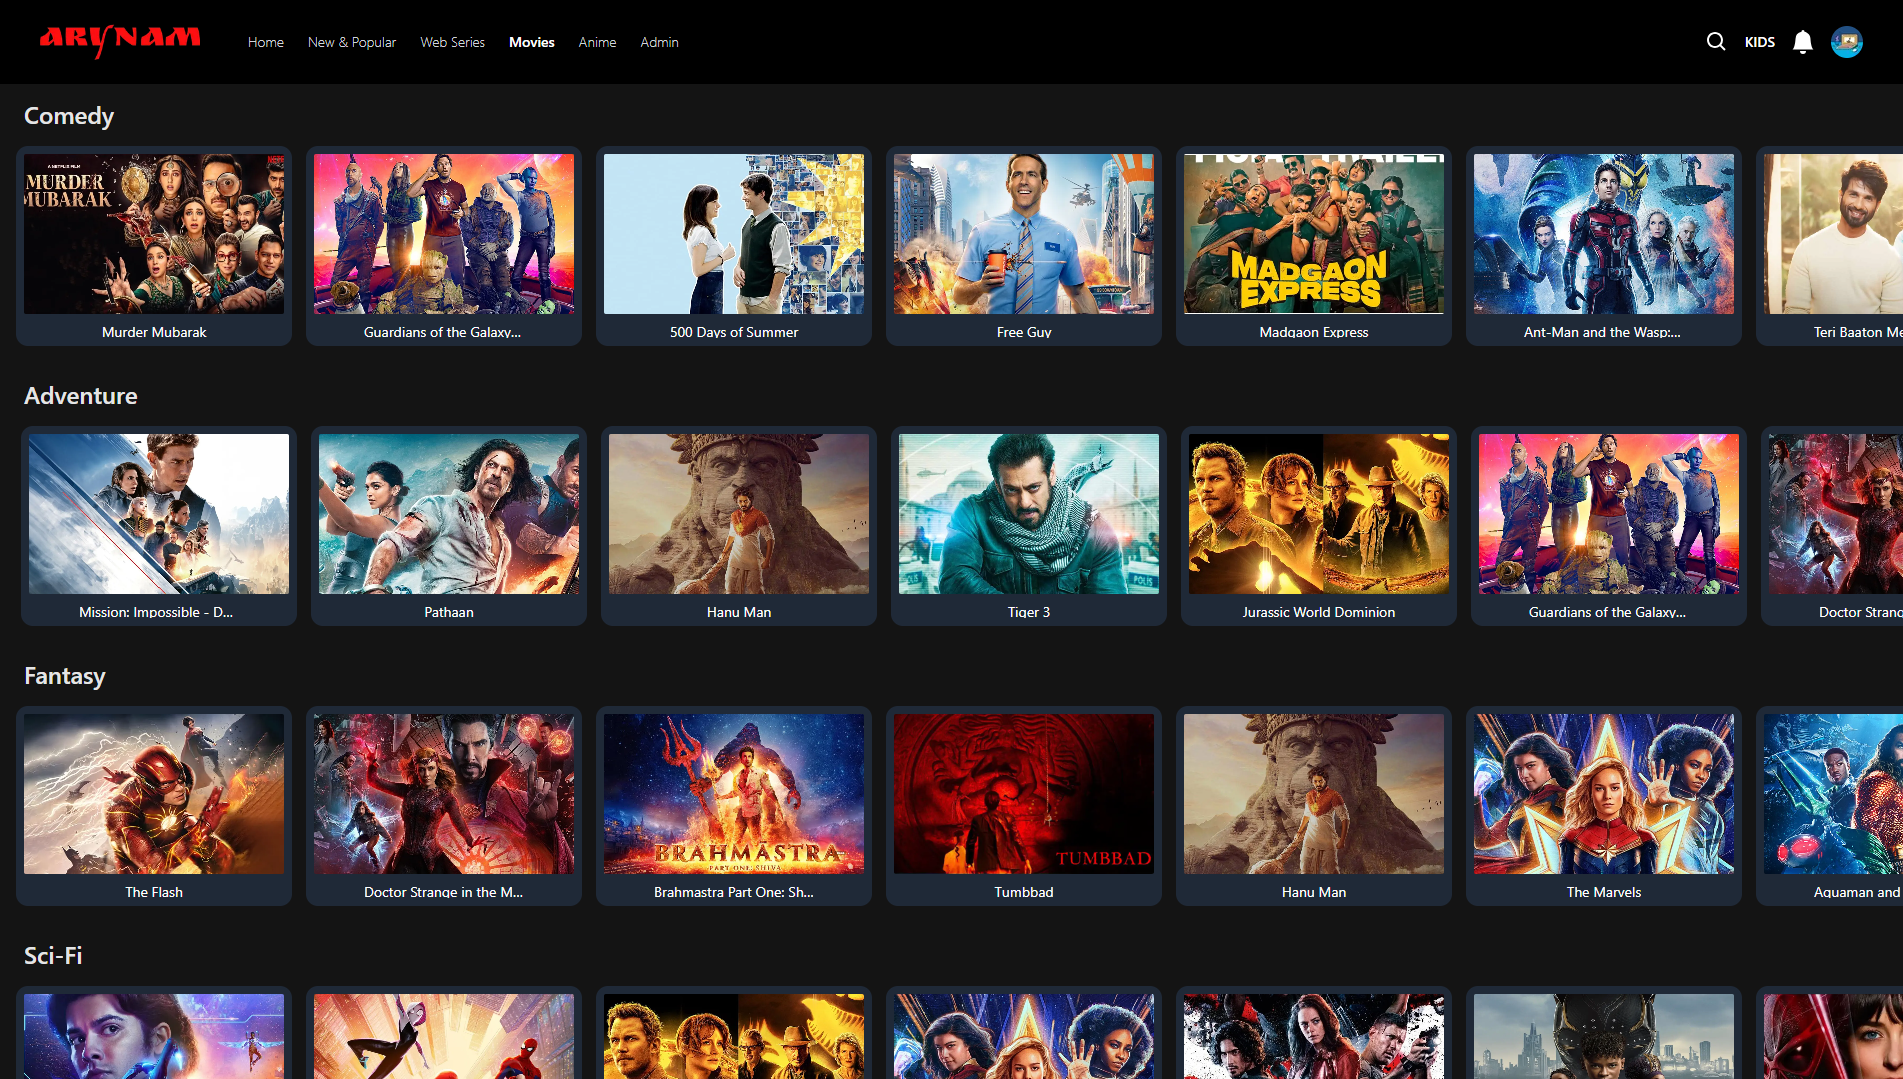 ARYNAM
Home New & Popular Web Series Movies Anime Admin
KIDS
Comedy
A NETFLIX FILM
MURDER
MUBARAK
MADGAON
EXPRESS
Murder Mubarak
Guardians of the Galaxy...
500 Days of Summer
Free Guy
Madgaon Express
Ant-Man and the Wasp:...
Teri Baaton Me
Adventure
POLIS
Mission: Impossible - D...
Pathaan
Hanu Man
Tiger 3
Jurassic World Dominion
Guardians of the Galaxy...
Doctor Strang
Fantasy
BRAHMĀSTRA
PART ONE: SHIVA
TUMBBAD
The Flash
Doctor Strange in the M...
Brahmastra Part One: Sh...
Tumbbad
Hanu Man
The Marvels
Aquaman and
Sci-Fi